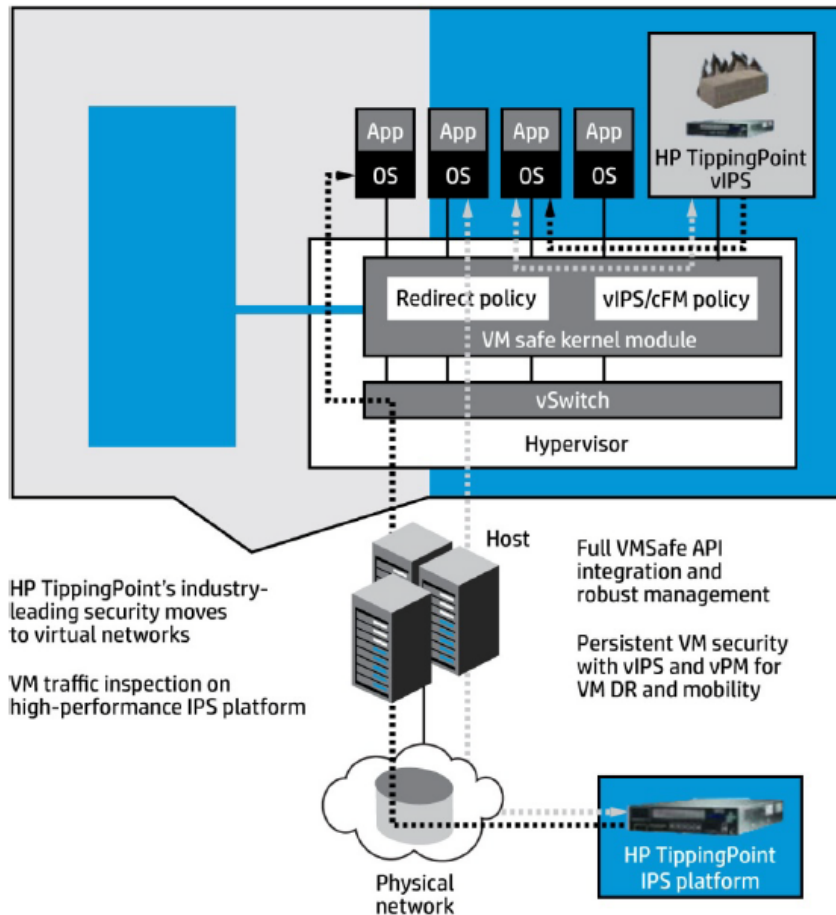 App
App
App
App
OS
OS
OS
OS
HP TippingPoint
vIPS
Redirect policy
vIPS/cFM policy
VM safe kernel module
vSwitch
Hypervisor
Host
HP TippingPoint's industry-
leading security moves
to virtual networks
VM traffic inspection on
high-performance IPS platform
Full VMSafe API
integration and
robust management
Persistent VM security
with vIPS and vPM for
VM DR and mobility
Physical
network
HP TippingPoint
IPS platform